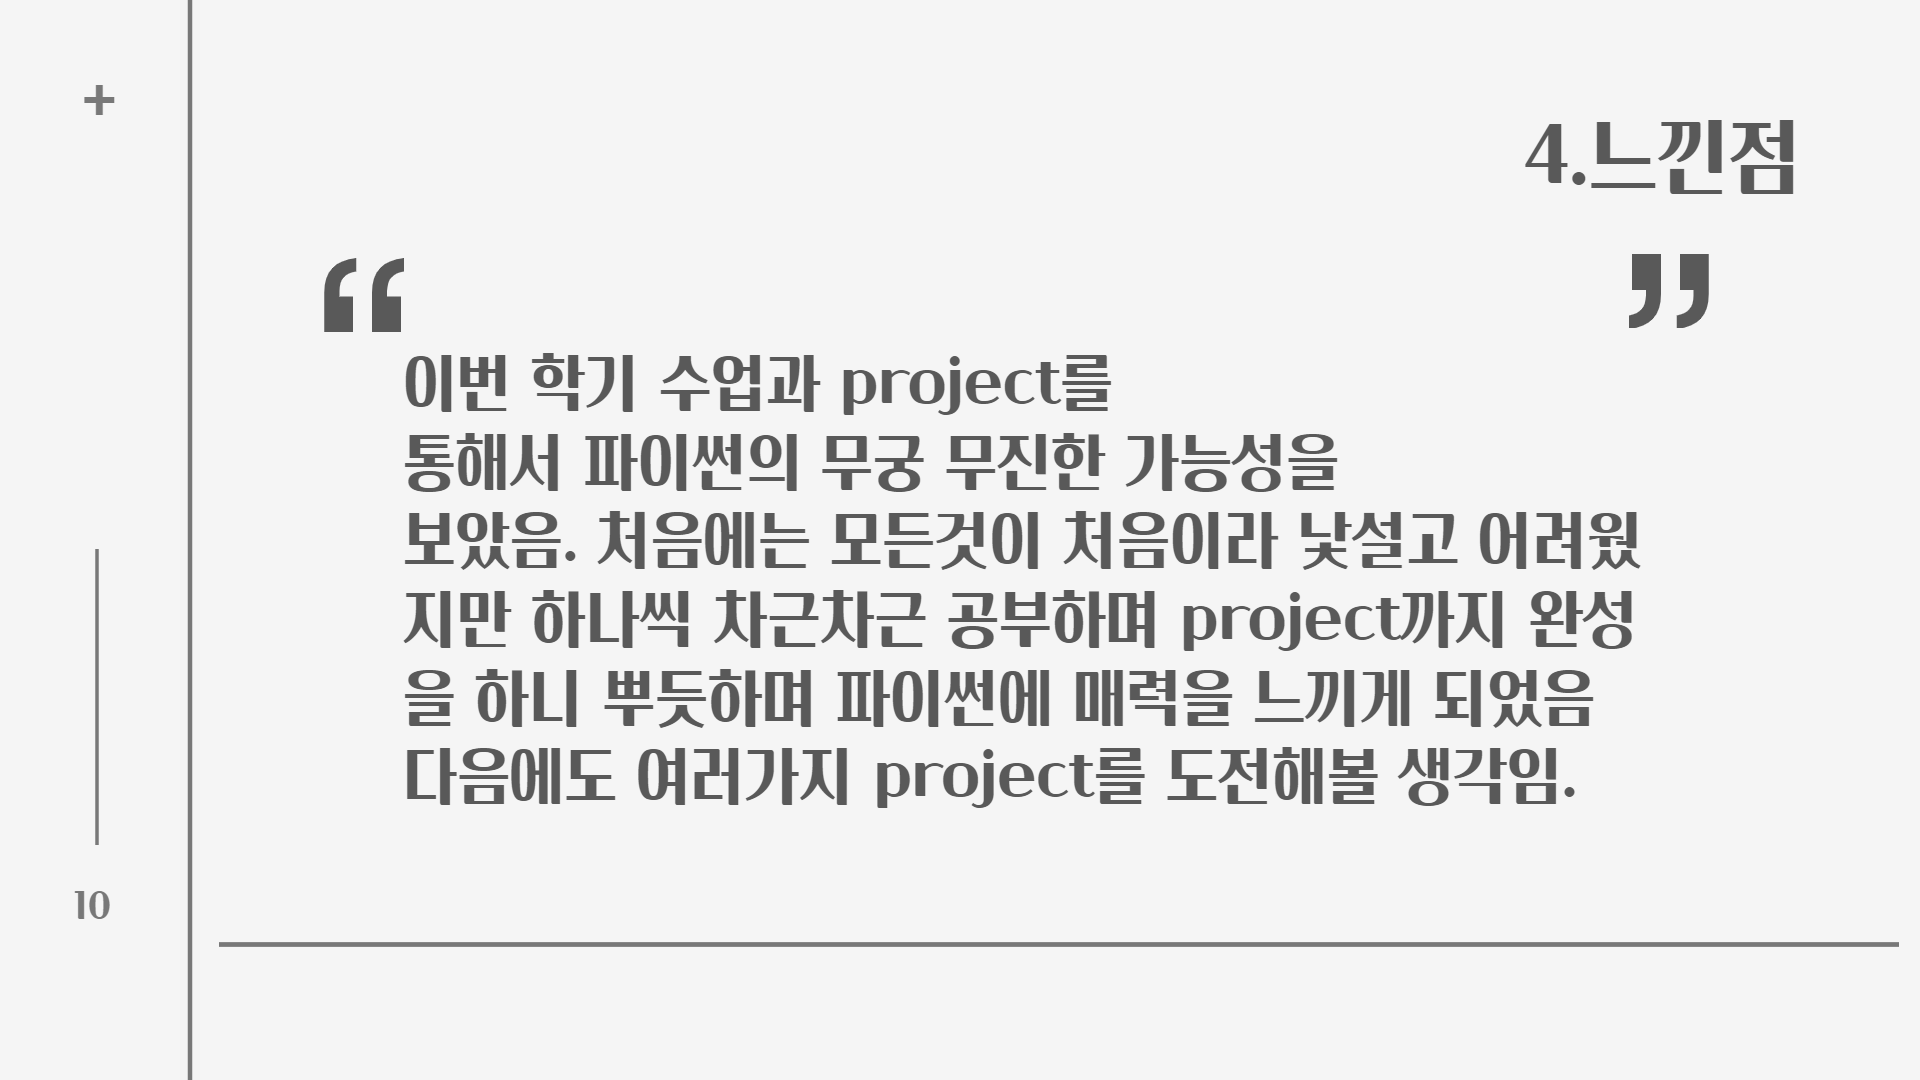 +
4.느낀점
“ ”
이번 학기 수업과 project를
통해서 파이썬의 무궁 무진한 가능성을
보았음. 처음에는 모든것이 처음이라 낯설고 어려웠
지만 하나씩 차근차근 공부하며 project까지 완성
을 하니 뿌듯하며 파이썬에 매력을 느끼게 되었음
다음에도 여러가지 project를 도전해볼 생각임.
10